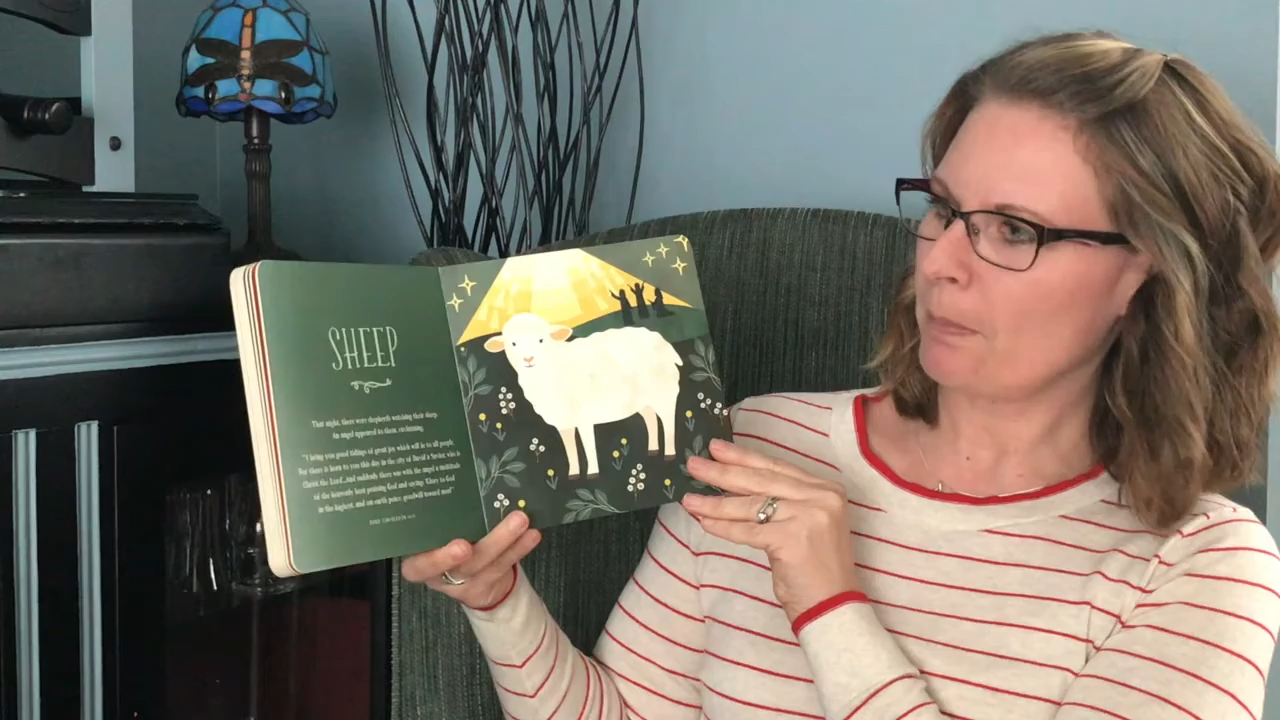 SHEEP
That night, there were shepherds watching their sheep.
An angel appeared to them, exclaiming,
"I bring you good tidings of great joy which will be to all people.
For there is born to you this day in the city of David a Savior, who is
Christ the Lord...And suddenly there was with the angel a multitude
of the heavenly host praising God and saying: 'Glory to God
in the highest, and on earth peace, goodwill toward men!'